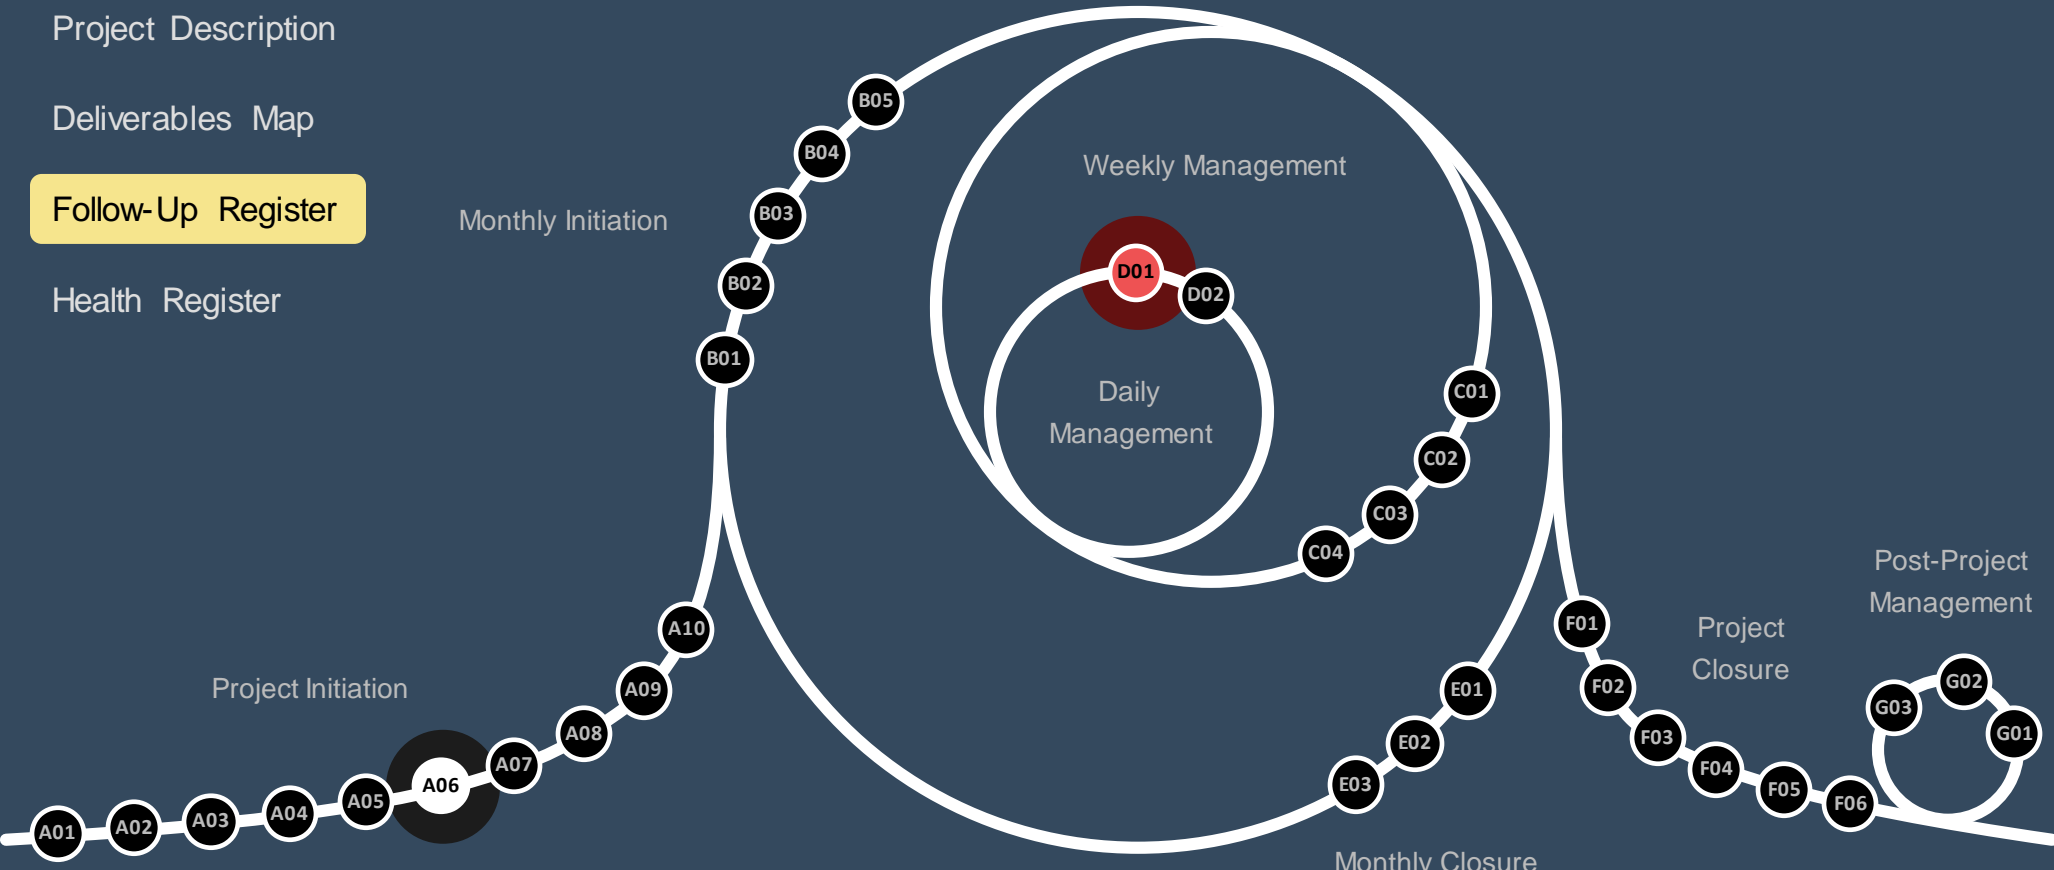 Project Description
Deliverables Map
Follow-Up Register
Health Register
Monthly Initiation
Weekly Management
Daily
Management
Project Initiation
Project
Closure
Post-Project
Management
Monthly Closure
A01
A02
A03
A04
A05
A06
A07
A08
A09
A10
B01
B02
B03
B04
B05
C01
C02
C03
C04
D01
D02
E01
E02
E03
F01
F02
F03
F04
F05
F06
G01
G02
G03